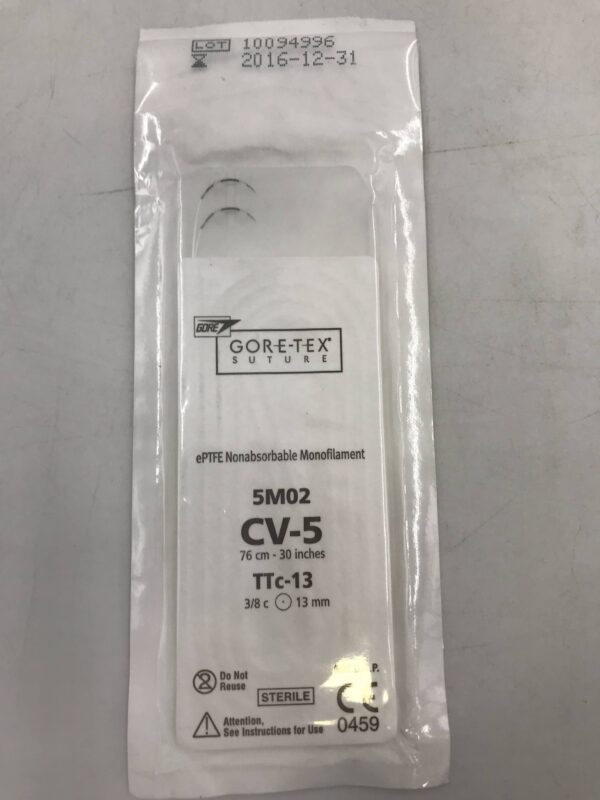 LOT 10094996
2016-12-31
GORE
GORE-TEX®
SUTURE
ePTFE Nonabsorbable Monofilament
5M02
CV-5
76 cm - 30 inches
TTc-13
3/8 c 13 mm
Do Not
Reuse
STERILE
Attention,
See Instructions for Use
CE
0459